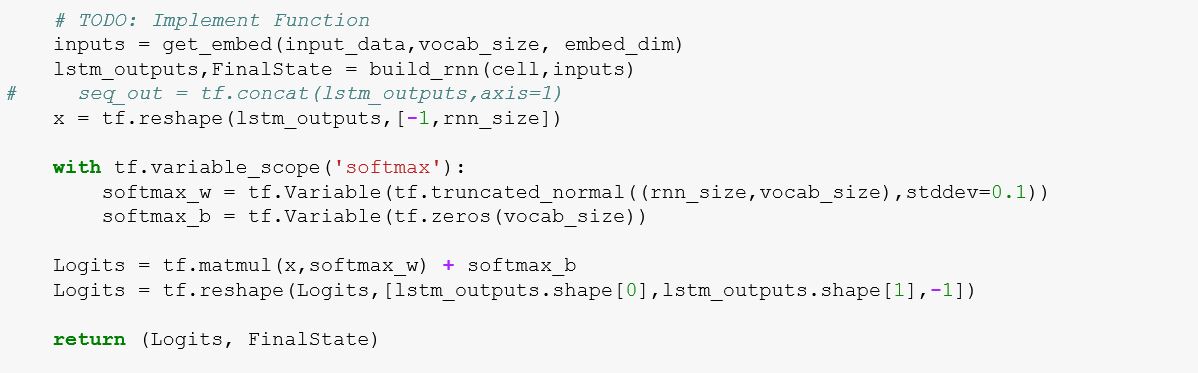 # TODO: Implement Function
inputs = get_embed(input_data,vocab_size, embed_dim)
lstm_outputs,FinalState = build_rnn(cell,inputs)
#     seq_out = tf.concat(lstm_outputs,axis=1)
x = tf.reshape(lstm_outputs,[-1,rnn_size])
with tf.variable_scope('softmax'):
softmax_w = tf.Variable(tf.truncated_normal((rnn_size,vocab_size),stddev=0.1))
softmax_b = tf.Variable(tf.zeros(vocab_size))
Logits = tf.matmul(x,softmax_w) + softmax_b
Logits = tf.reshape(Logits,[lstm_outputs.shape[0],lstm_outputs.shape[1],-1])
return (Logits, FinalState)